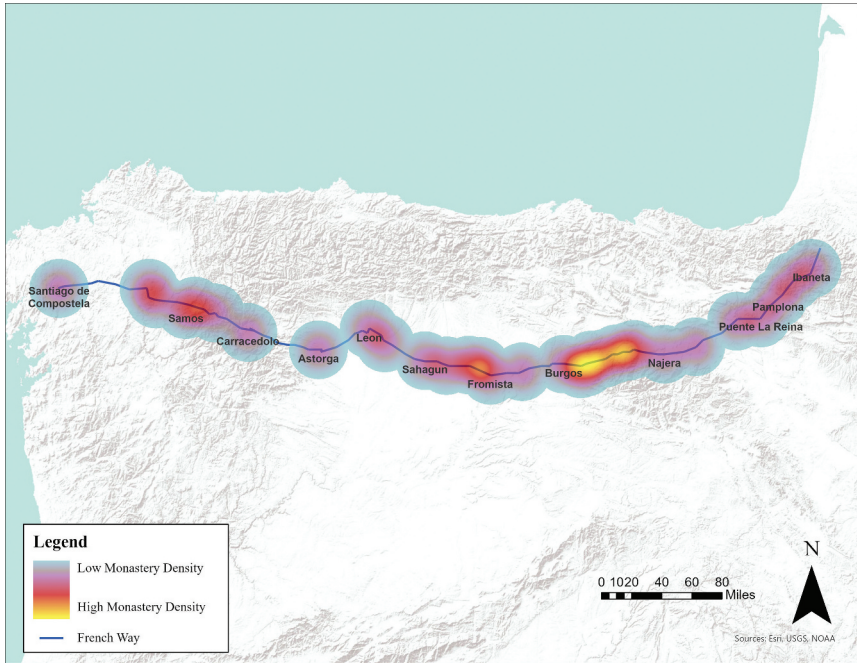 Santiago de
Compostela
Samos
Carracedolo
Astorga
Leon
Sahagun
Fromista
Burgos
Najera
Puente La Reina
Pamplona
Ibaneta
Legend
Low Monastery Density
High Monastery Density
French Way
0 10 20 40 60 80
Miles
N
Sources: Esri, USGS, NOAA